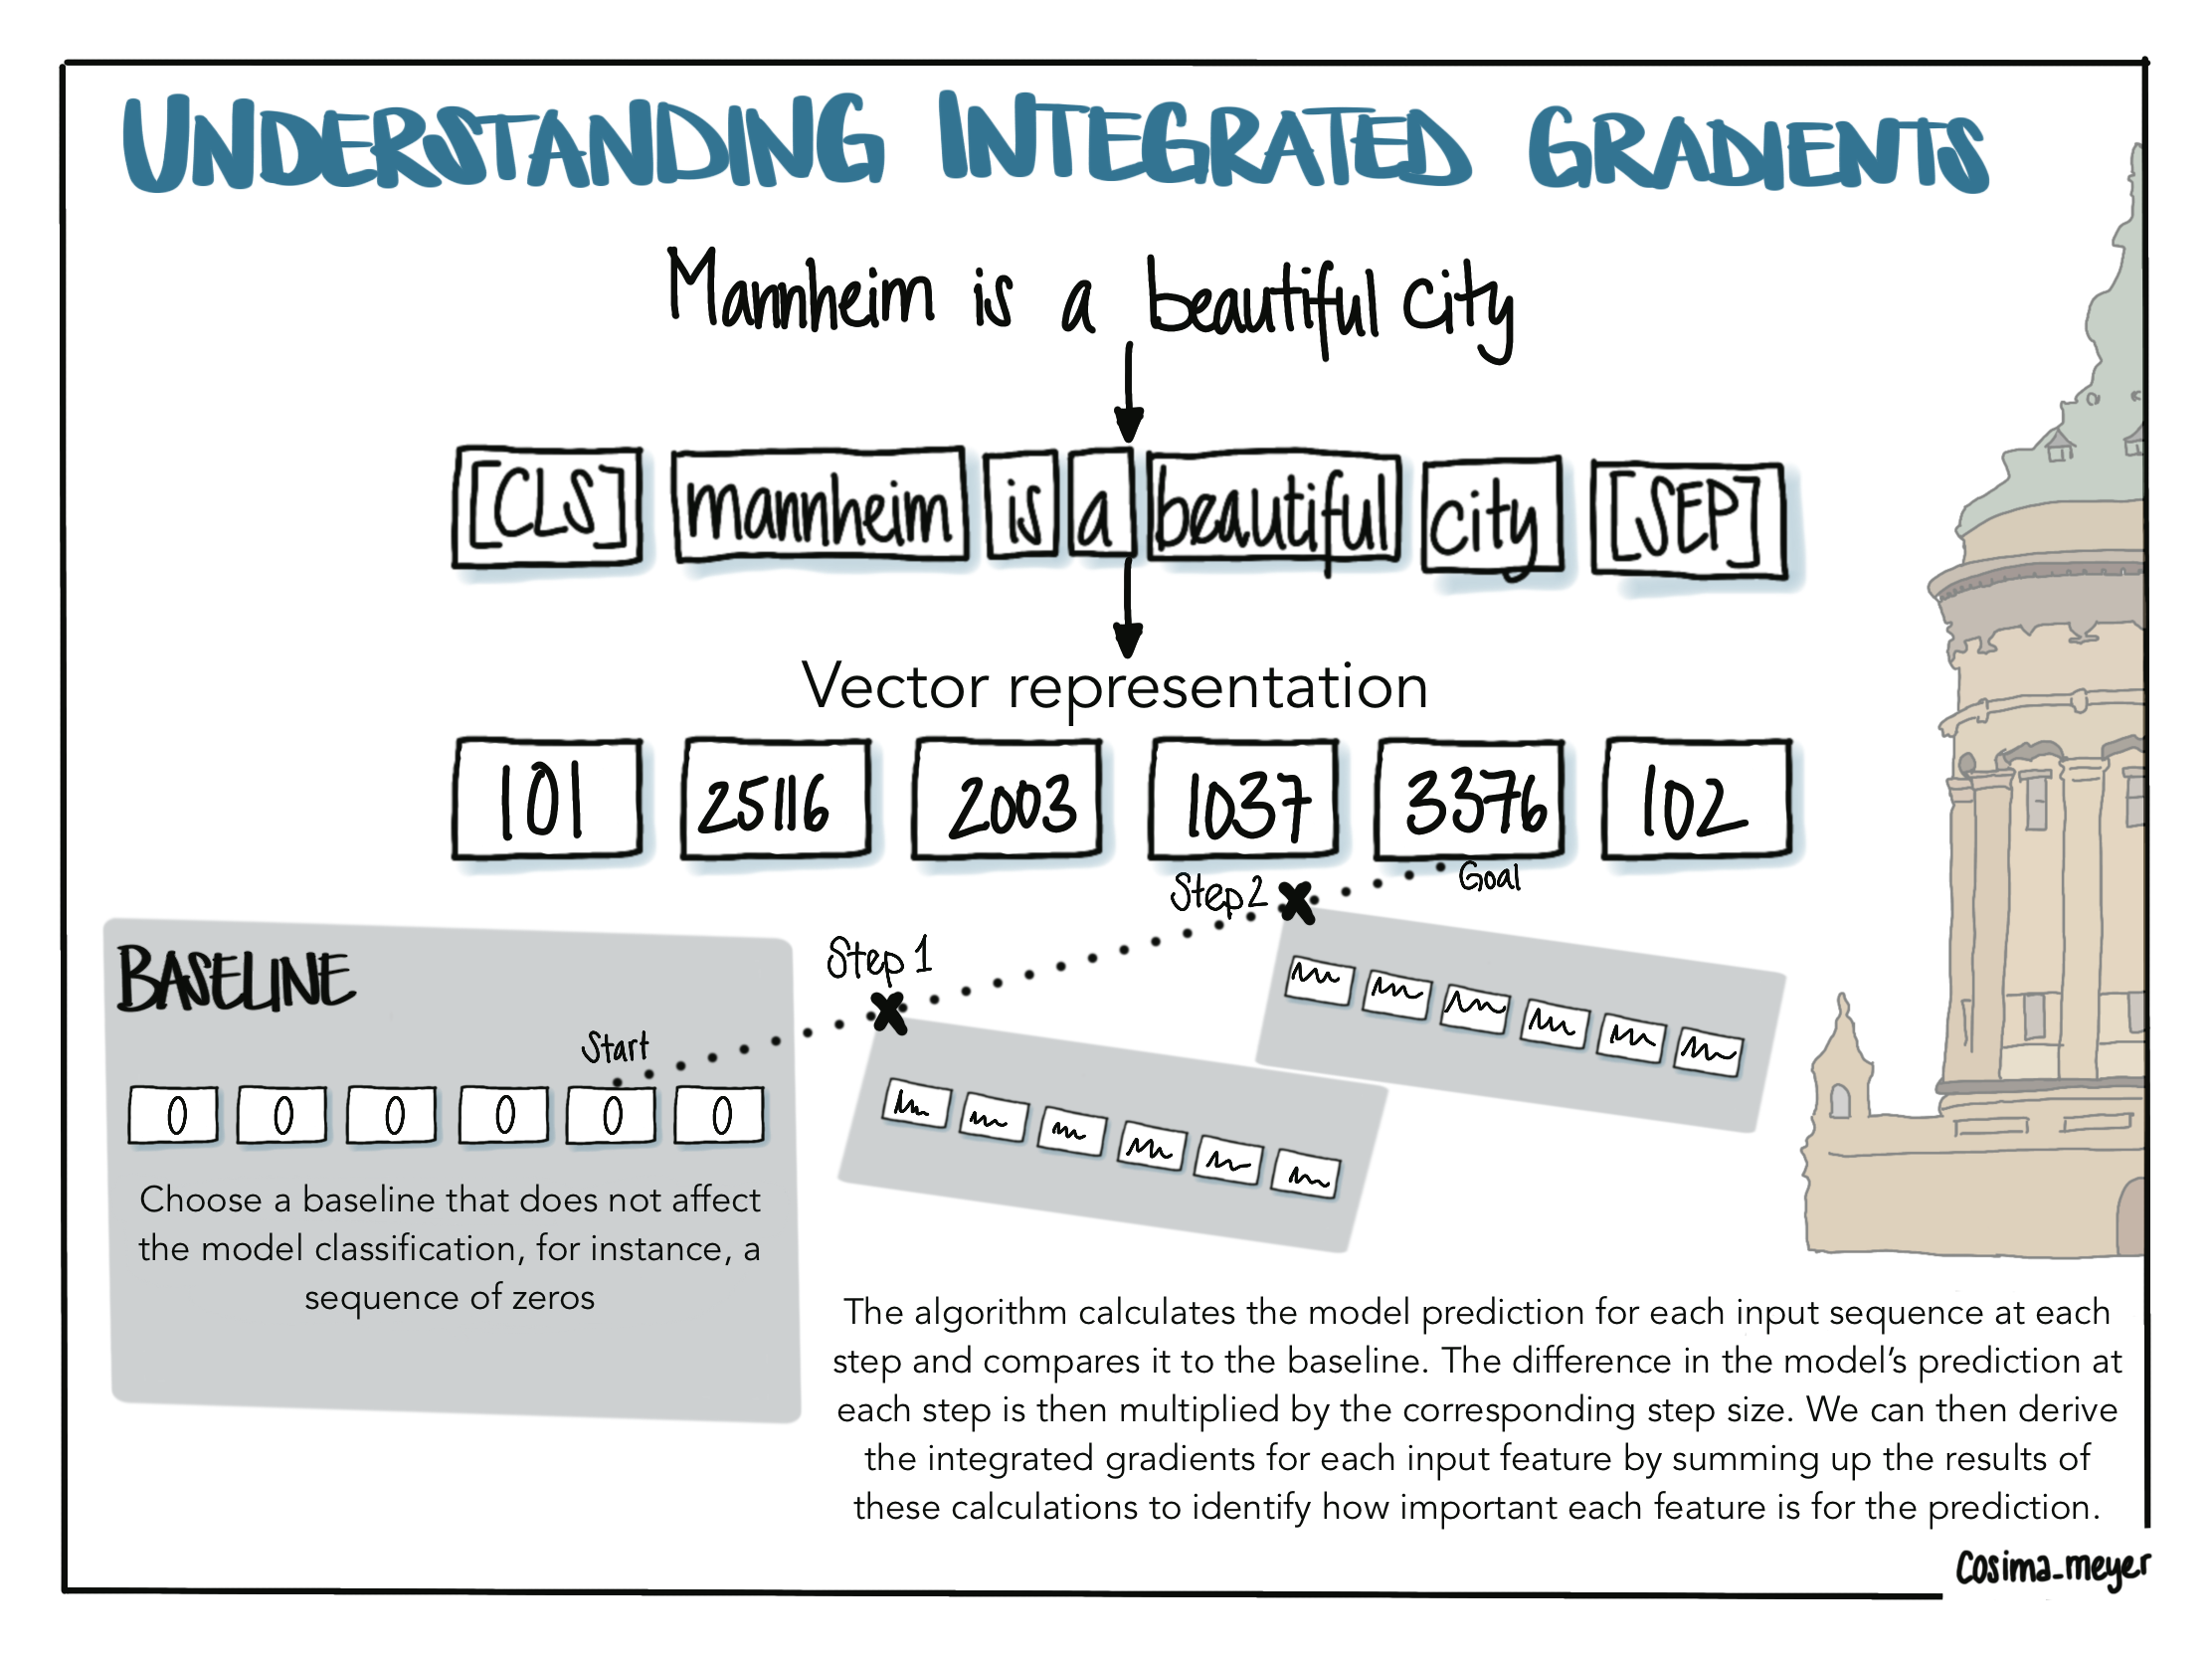 UNDERSTANDING INTEGRATED GRADIENTS
Mannheim is a beautiful city
[CLS] mannheim is a beautiful city [SEP]
Vector representation
101 25116 2003 1037 3376 102
Goal
Step 2
Step 1
BASELINE
Start
0 0 0 0 0 0
Choose a baseline that does not affect
the model classification, for instance, a
sequence of zeros
The algorithm calculates the model prediction for each input sequence at each
step and compares it to the baseline. The difference in the model’s prediction at
each step is then multiplied by the corresponding step size. We can then derive
the integrated gradients for each input feature by summing up the results of
these calculations to identify how important each feature is for the prediction.
cosima_meyer